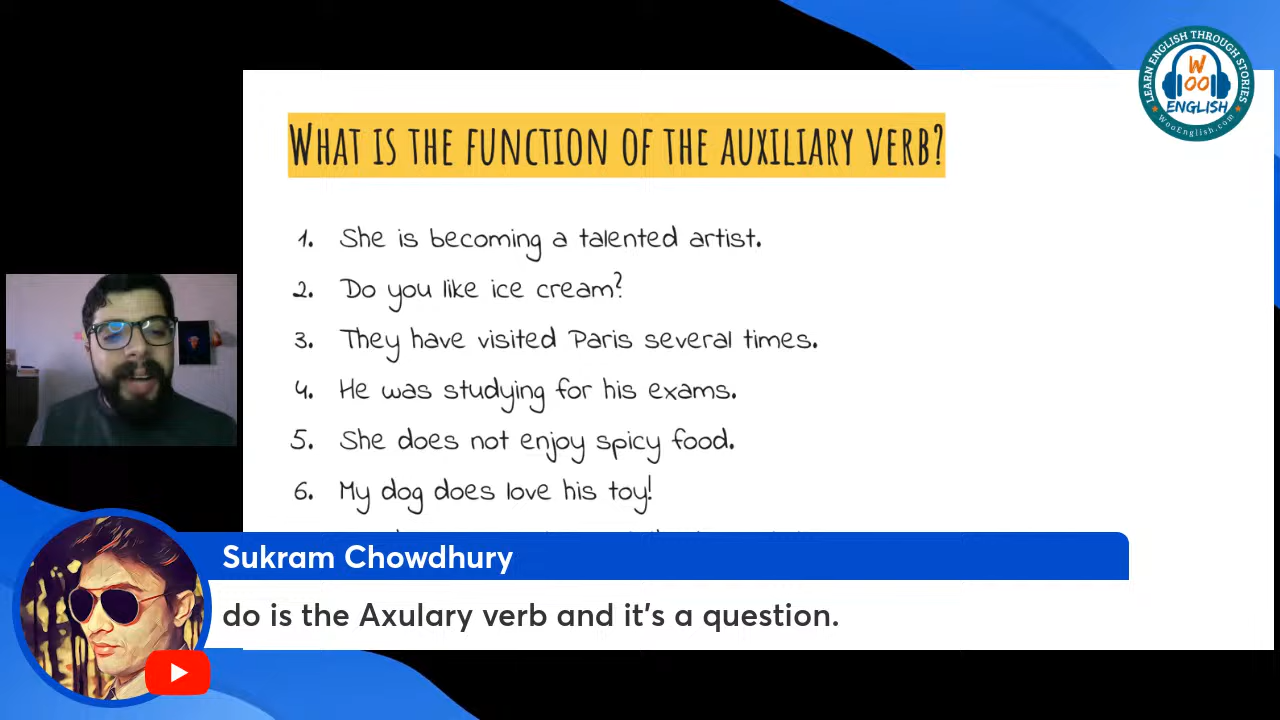 LEARN ENGLISH THROUGH STORIES
WOO
ENGLISH
WooEnglish.com
WHAT IS THE FUNCTION OF THE AUXILIARY VERB?
1. She is becoming a talented artist.
2. Do you like ice cream?
3. They have visited Paris several times.
4. He was studying for his exams.
5. She does not enjoy spicy food.
6. My dog does love his toy!
Sukram Chowdhury
do is the Axulary verb and it's a question.